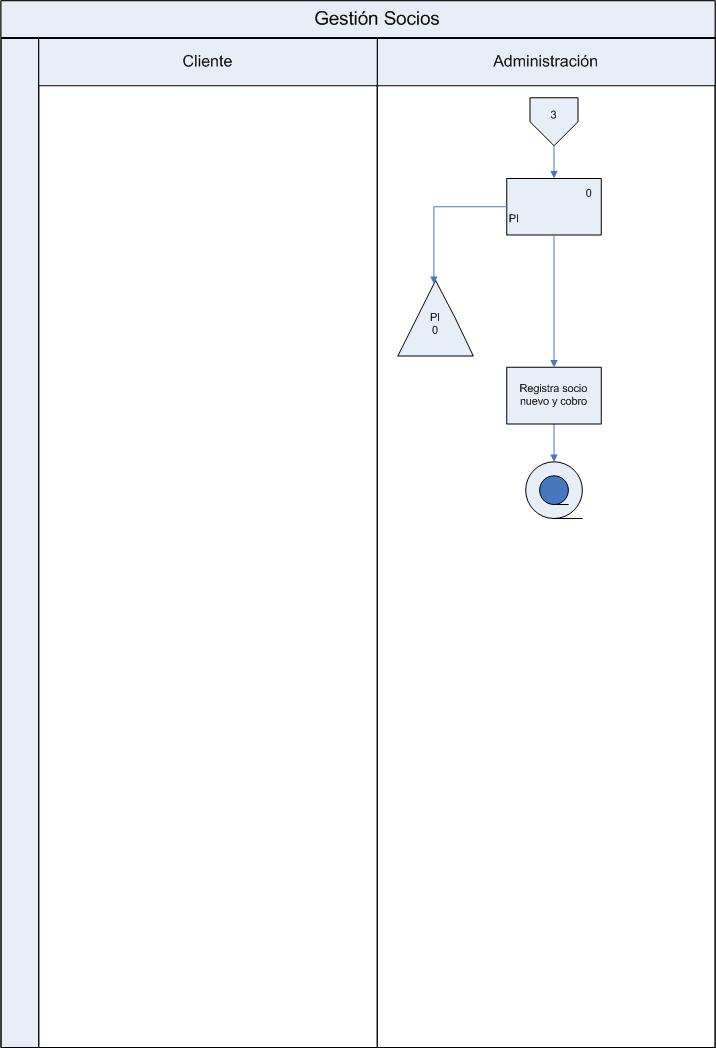 Gestión Socios
Cliente
Administración
3
0
PI
PI
0
Registra socio
nuevo y cobro